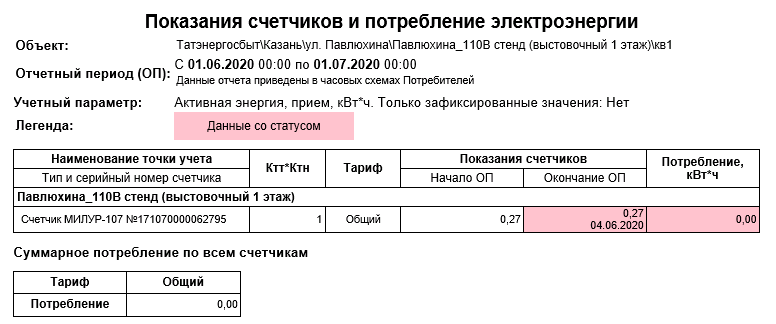 Показания счетчиков и потребление электроэнергии
Объект: Татэнергосбыт\Казань\ул. Павлюхина\Павлюхина_110В стенд (выстовочный 1 этаж)\кв1
Отчетный период (ОП): С 01.06.2020 00:00 по 01.07.2020 00:00
Данные отчета приведены в часовых схемах Потребителей
Учетный параметр: Активная энергия, прием, кВт*ч. Только зафиксированные значения: Нет
Легенда: Данные со статусом
Наименование точки учета Ктт*Ктн Тариф Показания счетчиков Потребление, кВт*ч
Тип и серийный номер счетчика Начало ОП Окончание ОП
Павлюхина_110В стенд (выстовочный 1 этаж)
Счетчик МИЛУР-107 №171070000062795 1 Общий 0,27 0,27 0,00
04.06.2020
Суммарное потребление по всем счетчикам
Тариф Общий
Потребление 0,00